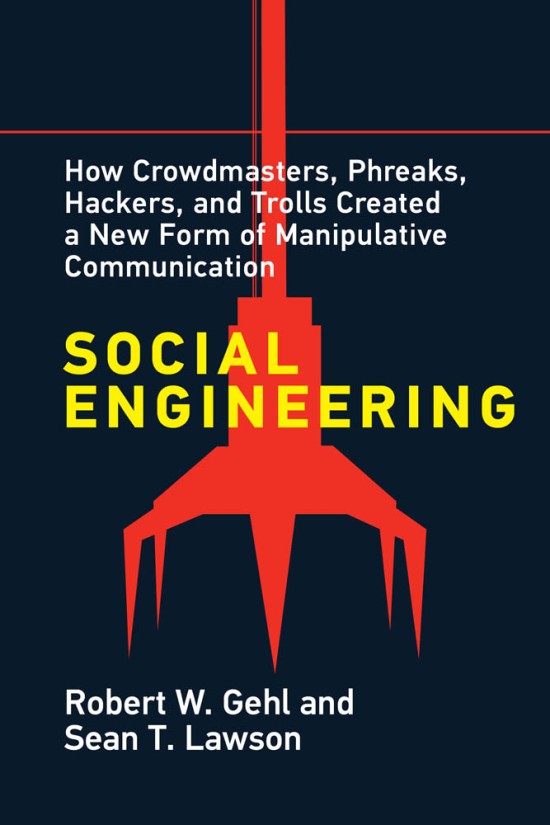 How Crowdmasters, Phreaks,
Hackers, and Trolls Created
a New Form of Manipulative
Communication
SOCIAL
ENGINEERING
Robert W. Gehl and
Sean T. Lawson